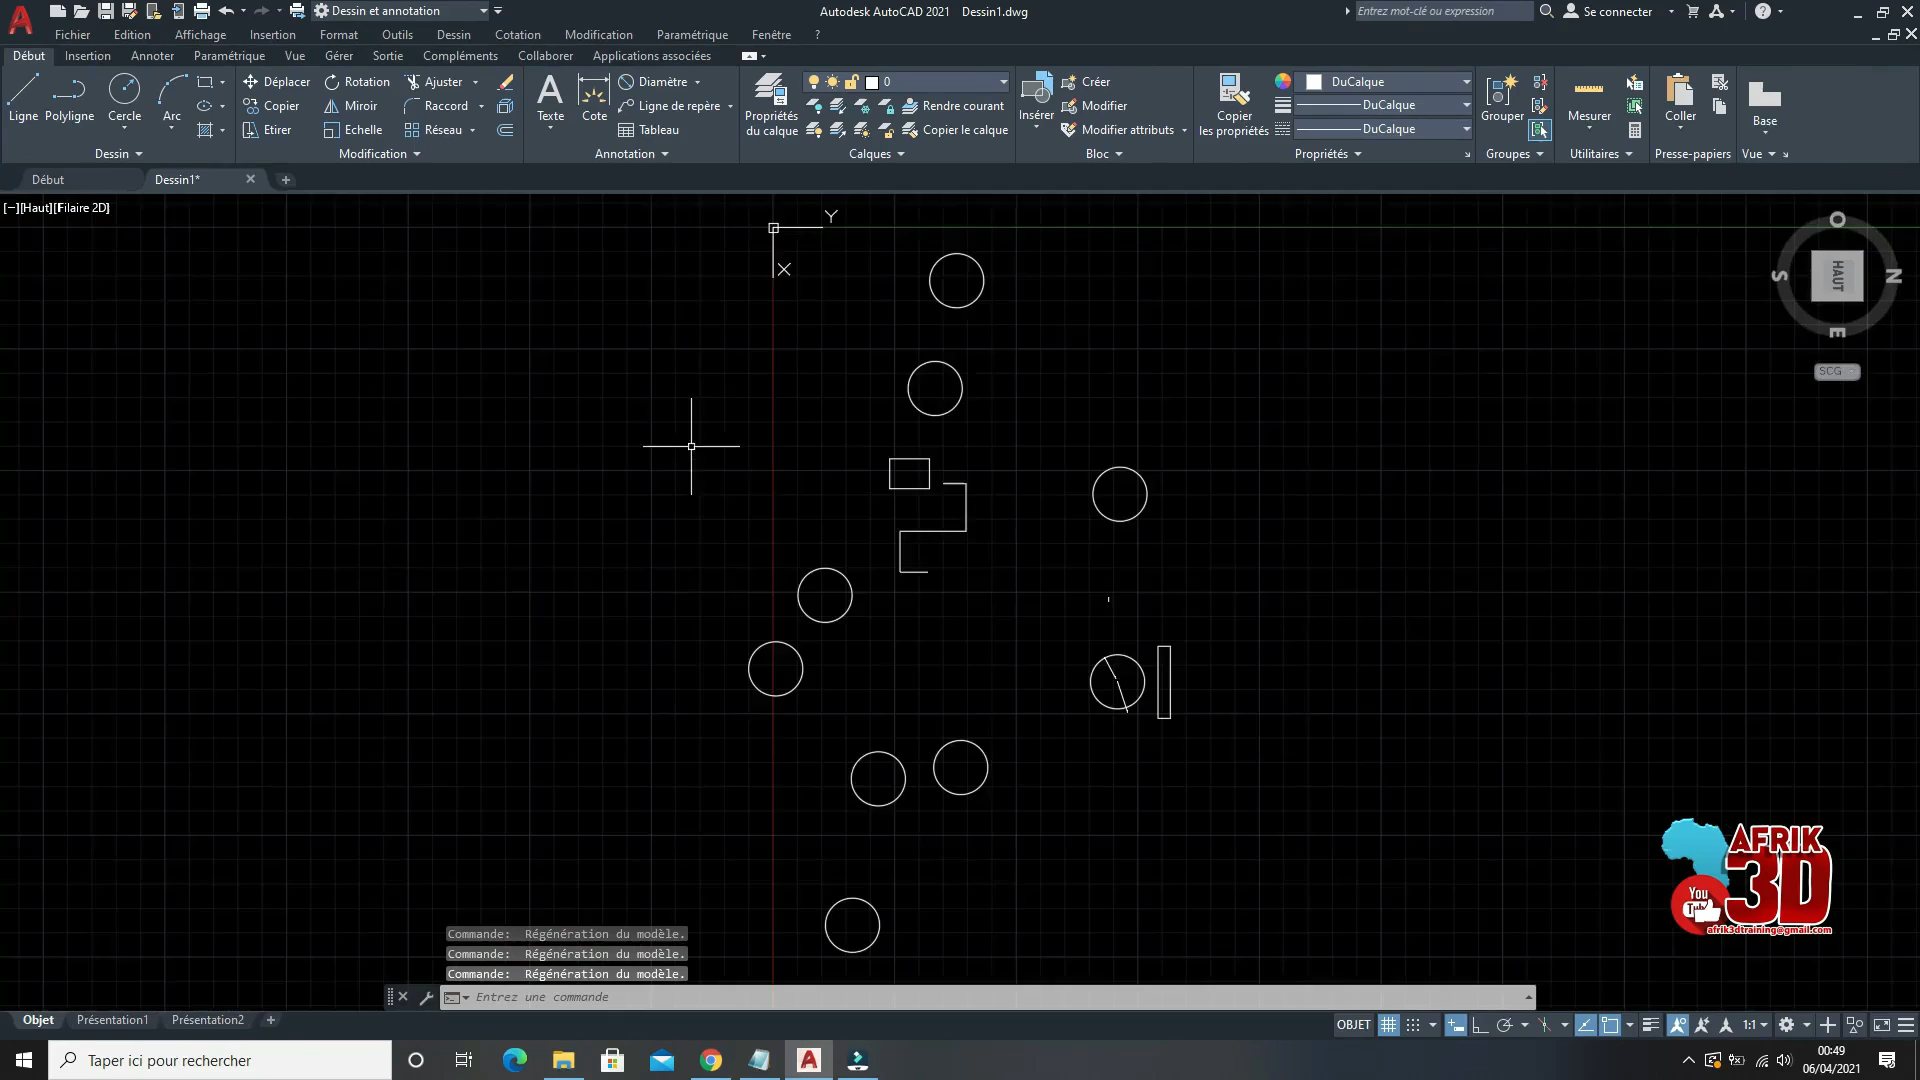 Dessin et annotation
Autodesk AutoCAD 2021 Dessin1.dwg
Entrez mot-clé ou expression
Se connecter
?
Fichier Edition Affichage Insertion Format Outils Dessin Cotation Modification Paramétrique Fenêtre ?
Début Insertion Annoter Paramétrique Vue Gérer Sortie Compléments Collaborer Applications associées
Ligne Polyligne Cercle Arc
Dessin
Déplacer Rotation Ajuster
Copier Miroir Raccord
Etirer Echelle Réseau
Modification
A
Texte
Cote
Diamètre
Ligne de repère
Tableau
Annotation
Propriétés
du calque
0
Rendre courant
Copier le calque
Calques
Insérer
Créer
Modifier
Modifier attributs
Bloc
Copier
les propriétés
DuCalque
DuCalque
DuCalque
Propriétés
Grouper
Groupes
Mesurer
Utilitaires
Coller
Presse-papiers
Base
Vue
Début Dessin1*
[−][Haut][Filaire 2D]
Y
X
O
S HAUT N
E
SCG
AFRIK
3D
You
Tube
afrik3dtraining@gmail.com
Commande: Régénération du modèle.
Commande: Régénération du modèle.
Commande: Régénération du modèle.
Entrez une commande
Objet Présentation1 Présentation2 +
OBJET
1:1
Taper ici pour rechercher
A
00:49
06/04/2021